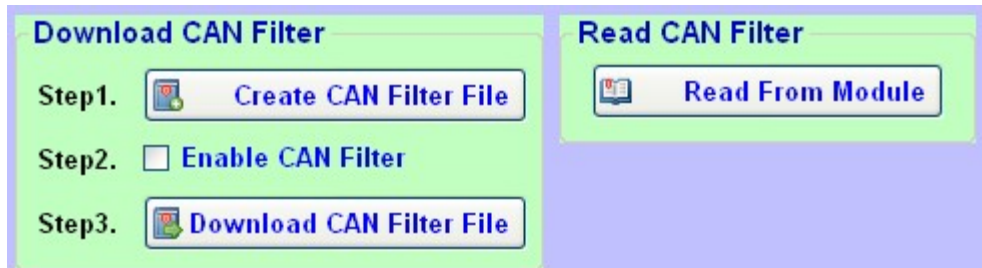 Download CAN Filter
Step1. Create CAN Filter File
Step2. Enable CAN Filter
Step3. Download CAN Filter File
Read CAN Filter
Read From Module